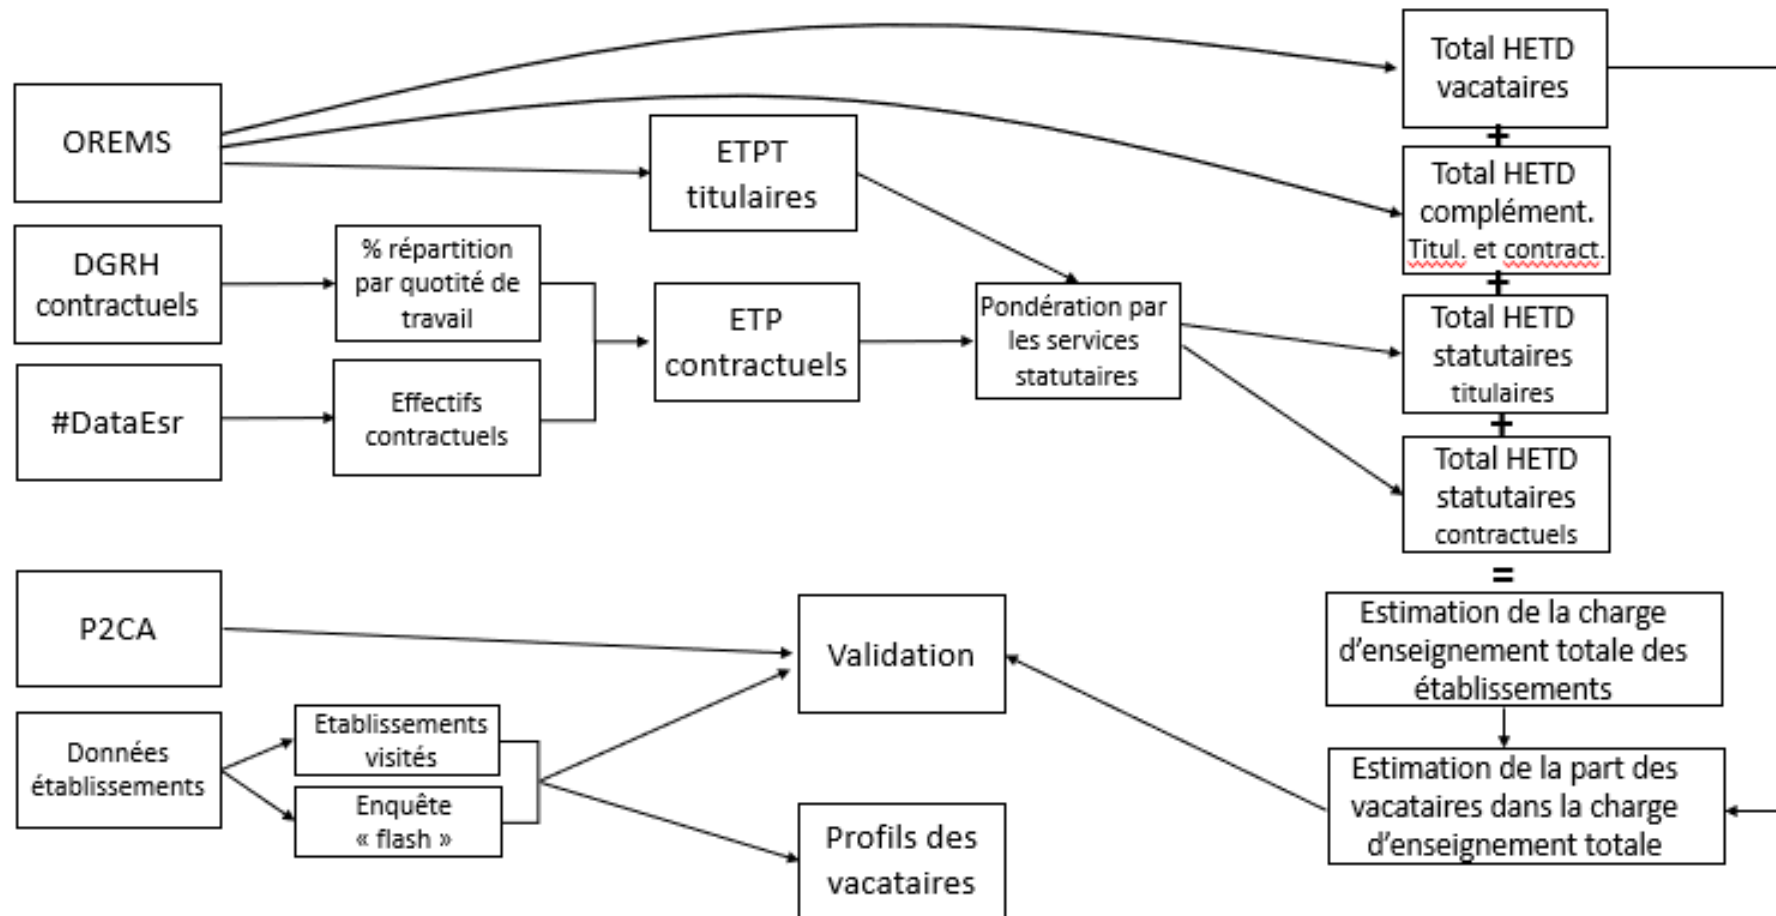 OREMS
DGRH
contractuels
#DataEsr
% répartition
par quotité de
travail
Effectifs
contractuels
ETPT
titulaires
ETP
contractuels
Pondération par
les services
statutaires
Total HETD
vacataires
+
Total HETD
complément.
Titul. et contract.
+
Total HETD
statutaires
titulaires
+
Total HETD
statutaires
contractuels
=
Estimation de la charge
d'enseignement totale des
établissements
Estimation de la part des
vacataires dans la charge
d'enseignement totale
P2CA
Données
établissements
Etablissements
visités
Enquête
« flash »
Validation
Profils des
vacataires